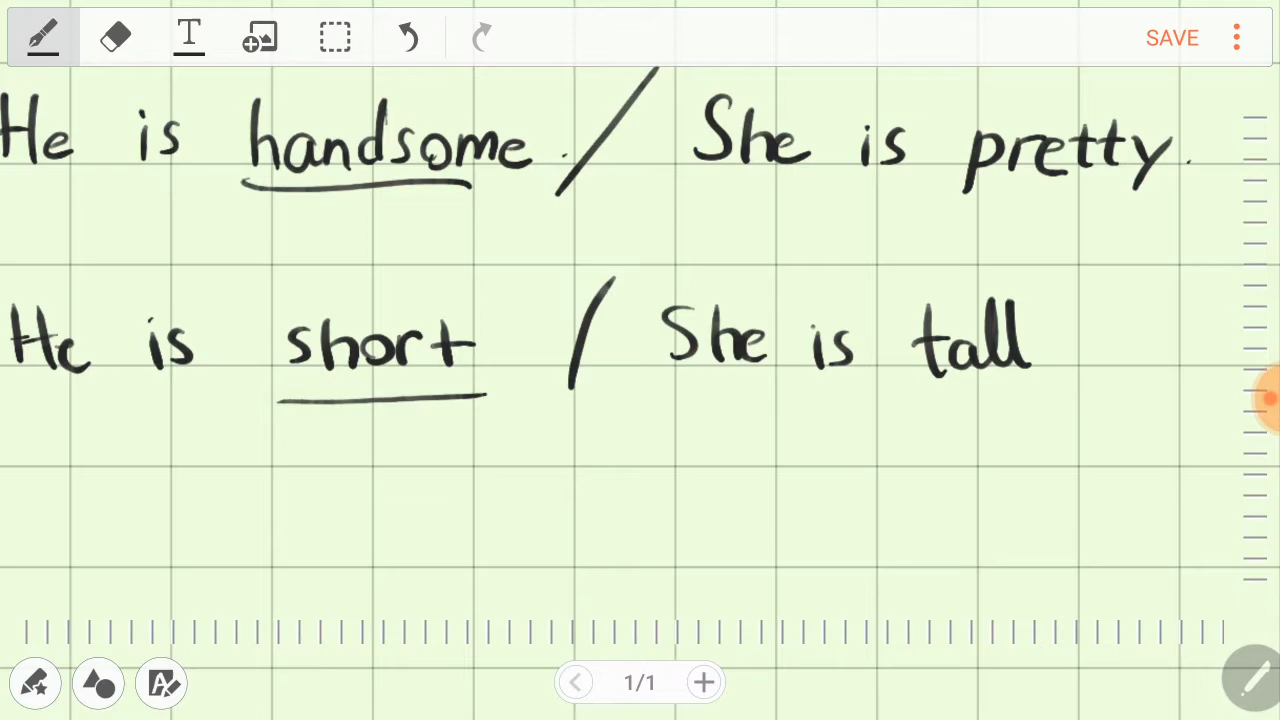 T SAVE
He is handsome. / She is pretty.
He is short / She is tall
1/1